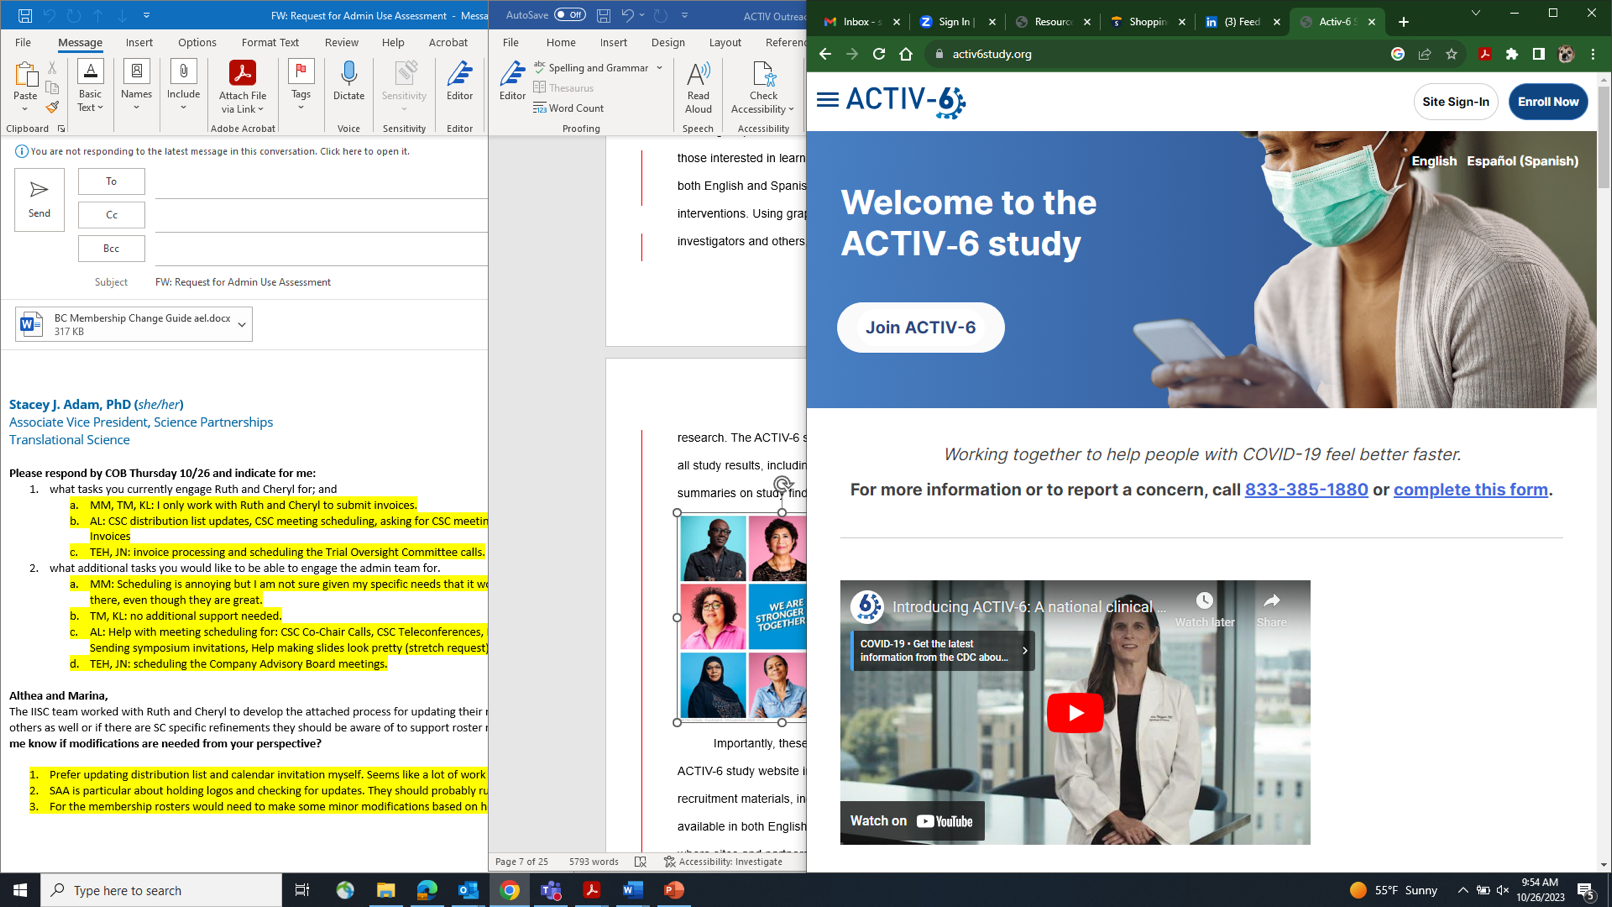 FW: Request for Admin Use Assessment - Messa
File
Message
Insert
Options
Format Text
Review
Help
Acrobat
Paste
Basic
Text
Names
Include
Attach File
via Link
Tags
Dictate
Sensitivity
Editor
Clipboard
Adobe Acrobat
Voice
Sensitivity
Editor
You are not responding to the latest message in this conversation. Click here to open it.
Send
To
Cc
Bcc
Subject
FW: Request for Admin Use Assessment
BC Membership Change Guide ael.docx
317 KB
Stacey J. Adam, PhD (she/her)
Associate Vice President, Science Partnerships
Translational Science
Please respond by COB Thursday 10/26 and indicate for me:
1. what tasks you currently engage Ruth and Cheryl for; and
a. MM, TM, KL: I only work with Ruth and Cheryl to submit invoices.
b. AL: CSC distribution list updates, CSC meeting scheduling, asking for CSC meetin
Invoices
c. TEH, JN: invoice processing and scheduling the Trial Oversight Committee calls.
2. what additional tasks you would like to be able to engage the admin team for.
a. MM: Scheduling is annoying but I am not sure given my specific needs that it wo
there, even though they are great.
b. TM, KL: no additional support needed.
c. AL: Help with meeting scheduling for: CSC Co-Chair Calls, CSC Teleconferences,
Sending symposium invitations, Help making slides look pretty (stretch request)
d. TEH, JN: scheduling the Company Advisory Board meetings.
Althea and Marina,
The IISC team worked with Ruth and Cheryl to develop the attached process for updating their
others as well or if there are SC specific refinements they should be aware of to support roster
me know if modifications are needed from your perspective?
1. Prefer updating distribution list and calendar invitation myself. Seems like a lot of work
2. SAA is particular about holding logos and checking for updates. They should probably ru
3. For the membership rosters would need to make some minor modifications based on h
AutoSave Off
ACTIV Outreac
File
Home
Insert
Design
Layout
Referen
Editor
Spelling and Grammar
Thesaurus
Word Count
Read
Aloud
Check
Accessibility
Proofing
Speech
Accessibility
those interested in learn
both English and Spanis
interventions. Using grap
investigators and others
research. The ACTIV-6 s
all study results, includin
summaries on study find
WE ARE
STRONGER
TOGETHER
Importantly, these
ACTIV-6 study website i
recruitment materials, in
available in both English
Page 7 of 25
5793 words
Accessibility: Investigate
Inbox - s
Sign In |
Resource
Shoppin
(3) Feed
Activ-6 S
activ6study.org
ACTIV-6
Site Sign-In
Enroll Now
English Español (Spanish)
Welcome to the
ACTIV-6 study
Join ACTIV-6
Working together to help people with COVID-19 feel better faster.
For more information or to report a concern, call 833-385-1880 or complete this form.
Introducing ACTIV-6: A national clinical ...
Watch later
Share
COVID-19 • Get the latest
information from the CDC abou...
Watch on YouTube
Type here to search
55°F Sunny
9:54 AM
10/26/2023
5